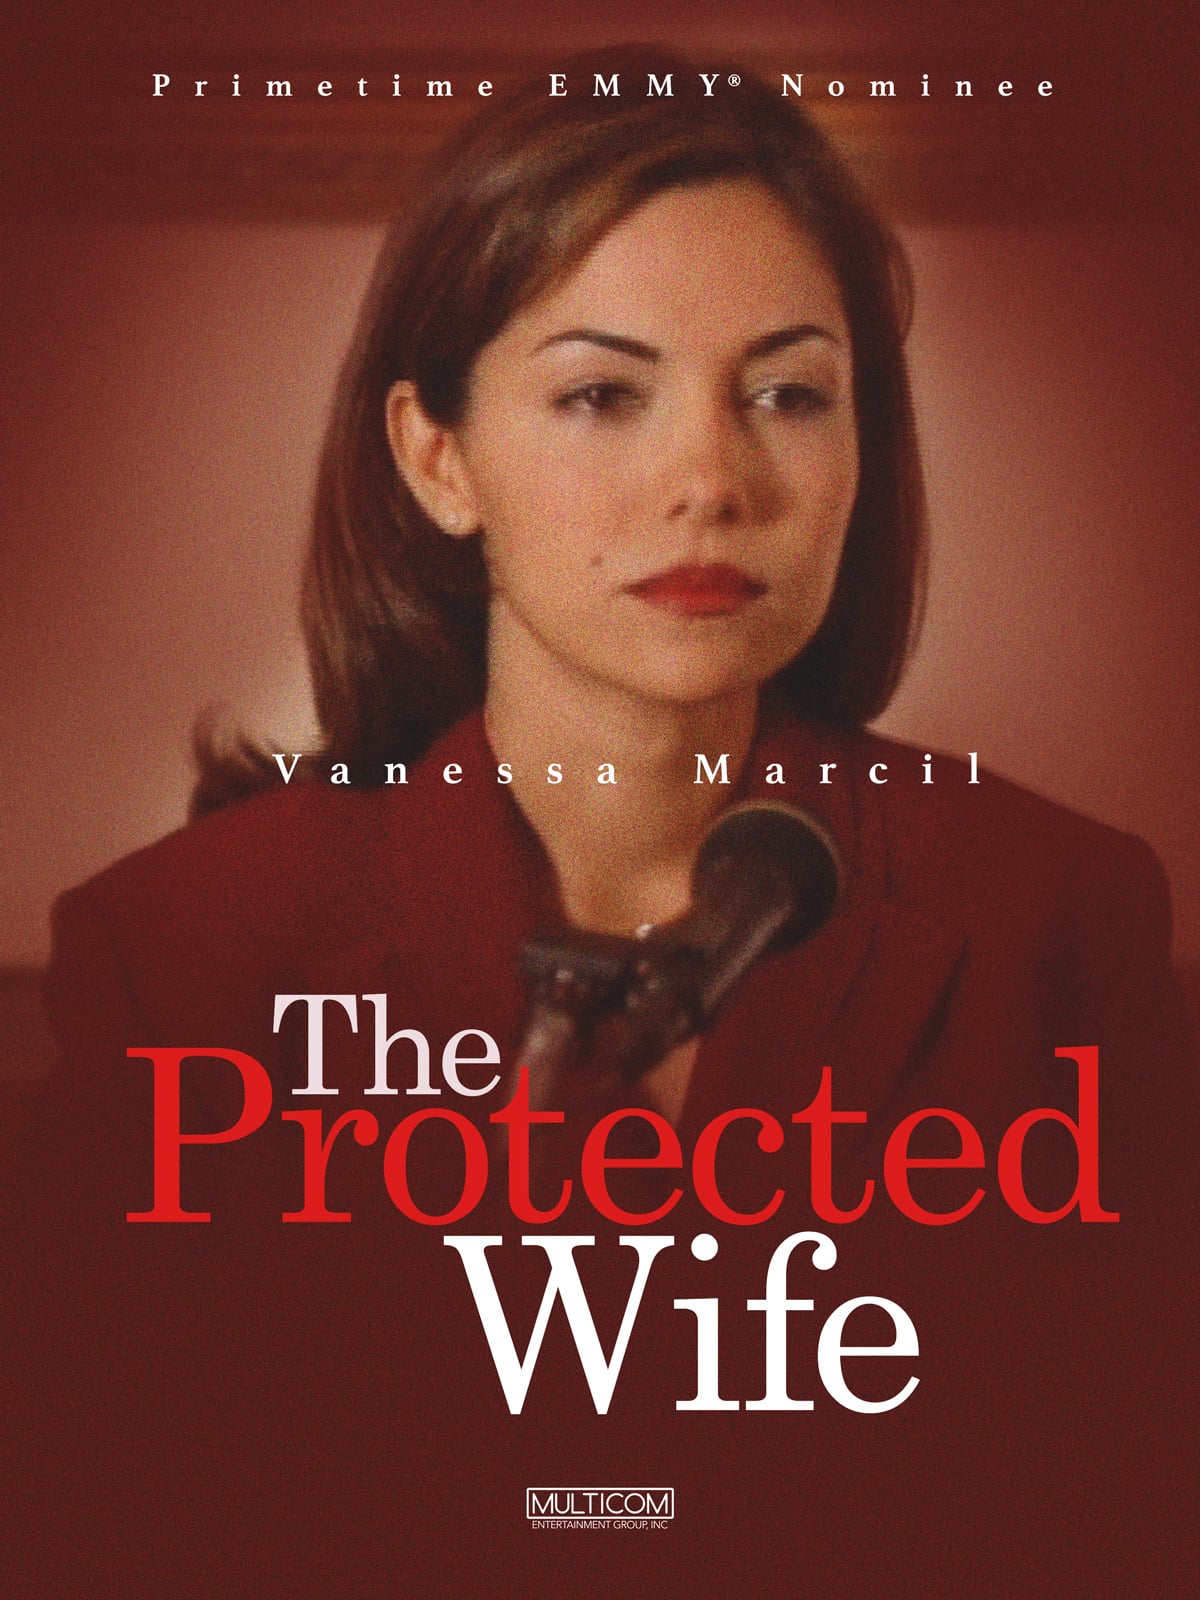 Primetime EMMY® Nominee
Vanessa Marcil
The
Protected
Wife
MULTICOM
ENTERTAINMENT GROUP, INC